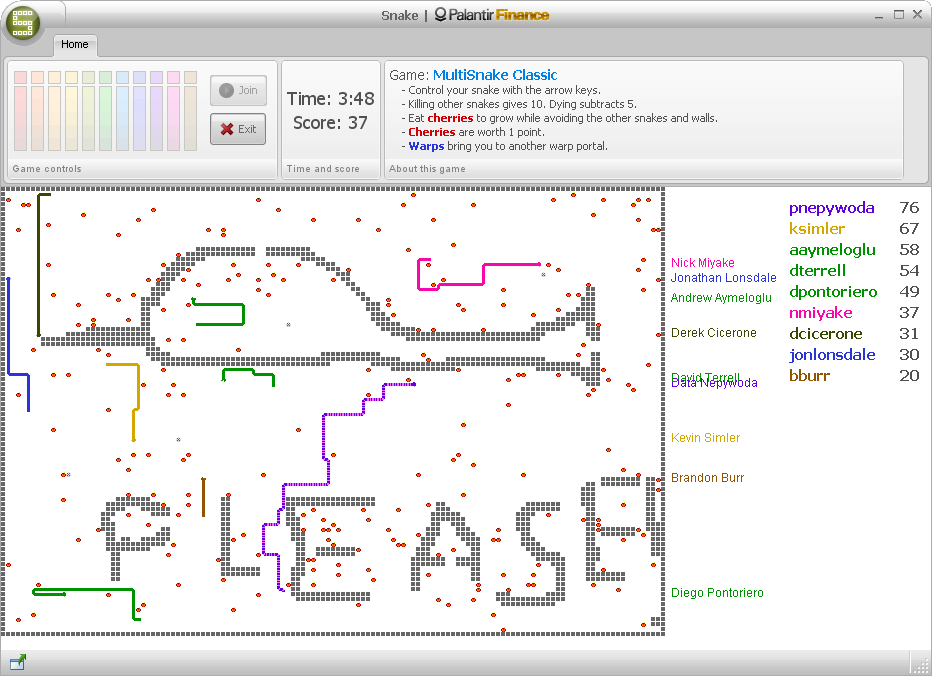 Snake | Palantir Finance
Home
Join
Exit
Game controls
Time: 3:48
Score: 37
Time and score
Game: MultiSnake Classic
- Control your snake with the arrow keys.
- Killing other snakes gives 10. Dying subtracts 5.
- Eat cherries to grow while avoiding the other snakes and walls.
- Cherries are worth 1 point.
- Warps bring you to another warp portal.
About this game
PLEASE
Nick Miyake
Jonathan Lonsdale
Andrew Aymeloglu
Derek Cicerone
David Terrell
Data Nepywoda
Kevin Simler
Brandon Burr
Diego Pontoriero
pnepywoda 76
ksimler 67
aaymeloglu 58
dterrell 54
dpontoriero 49
nmiyake 37
dcicerone 31
jonlonsdale 30
bburr 20